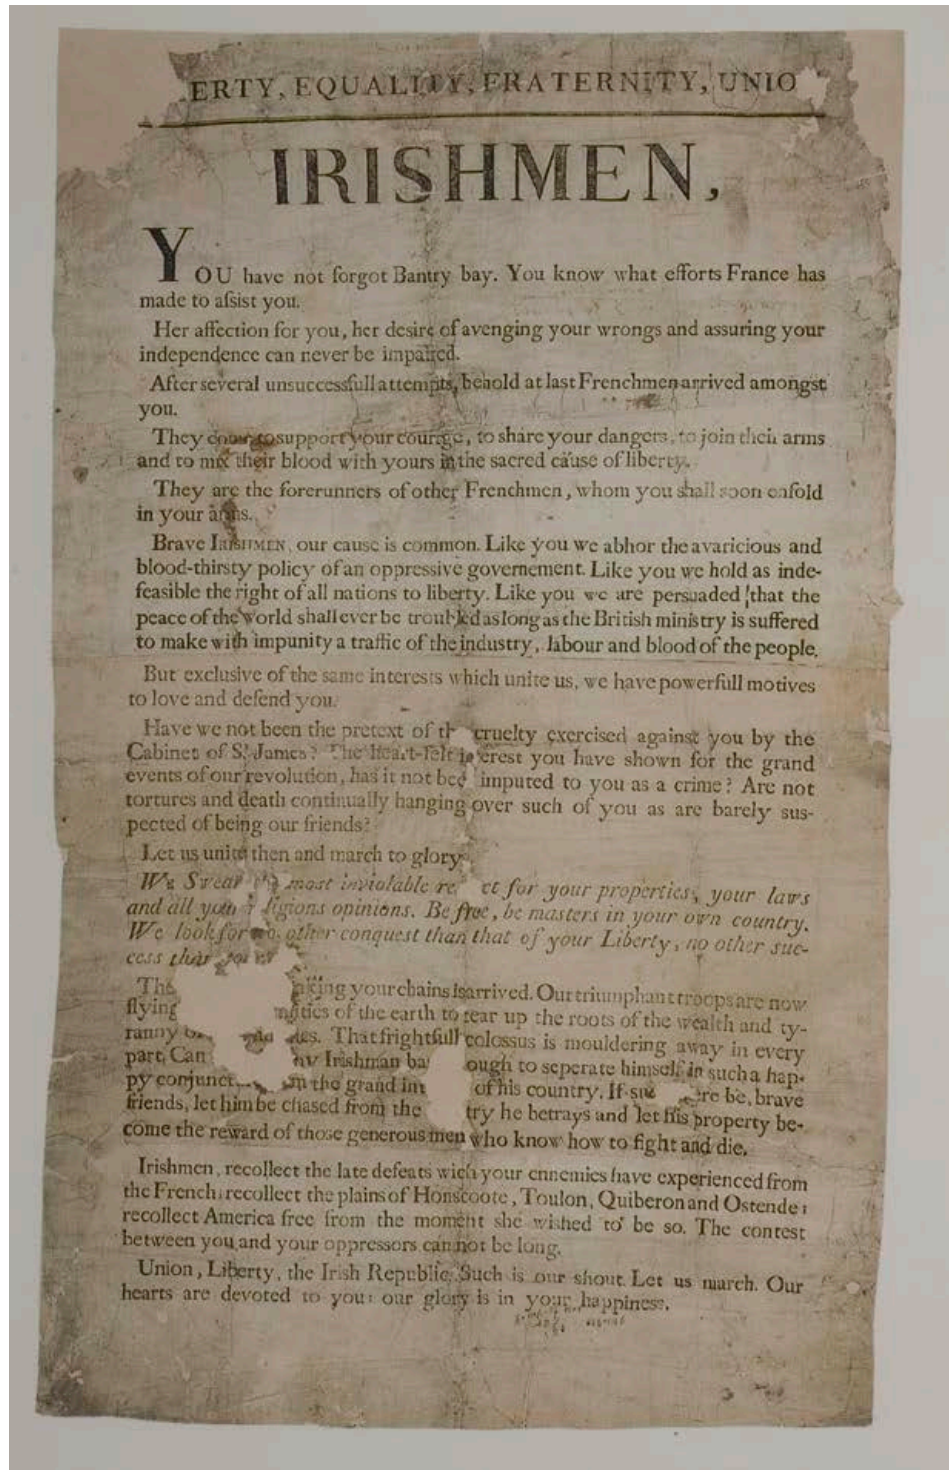 ERTY, EQUALITY, FRATERNITY, UNIO
IRISHMEN,
YOU have not forgot Bantry bay. You know what efforts France has
made to assist you.
Her affection for you, her desire of avenging your wrongs and assuring your
independence can never be impaired.
After several unsuccessfull attempts, behold at last Frenchmen arrived amongst
you.
They come to support your courage, to share your dangers, to join their arms
and to mix their blood with yours in the sacred cause of liberty.
They are the forerunners of other Frenchmen, whom you shall soon enfold
in your arms.
Brave IRISHMEN, our cause is common. Like you we abhor the avaricious and
blood-thirsty policy of an oppressive governement. Like you we hold as inde-
feasible the right of all nations to liberty. Like you we are persuaded that the
peace of the world shall ever be troubled as long as the British ministry is suffered
to make with impunity a traffic of the industry, labour and blood of the people.
But exclusive of the same interests which unite us, we have powerfull motives
to love and defend you.
Have we not been the pretext of the cruelty exercised against you by the
Cabinet of St. James? The heart-felt interest you have shown for the grand
events of our revolution, has it not been imputed to you as a crime? Are not
tortures and death continually hanging over such of you as are barely sus-
pected of being our friends?
Let us unite then and march to glory.
We Swear the most inviolable re ct for your properties, your laws
and all your ligions opinions. Be free, be masters in your own country.
We look for no other conquest than that of your Liberty, no other suc-
cess than your
The king your chains is arrived. Our triumphant troops are now
flying mities of the earth to tear up the roots of the wealth and ty-
ranny es. That frightfull colossus is mouldering away in every
part. Can ny Irishman ba ough to seperate himself in such a hap-
py conjunc m the grand int of his country. If su re be, brave
friends, let him be chased from the try he betrays and let his property be-
come the reward of those generous men who know how to fight and die.
Irishmen, recollect the late defeats wich your ennemies have experienced from
the French; recollect the plains of Honscoote, Toulon, Quiberon and Ostende;
recollect America free from the moment she wished to be so. The contest
between you and your oppressors cannot be long.
Union, Liberty, the Irish Republic. Such is our shout. Let us march. Our
hearts are devoted to you: our glory is in your happiness.